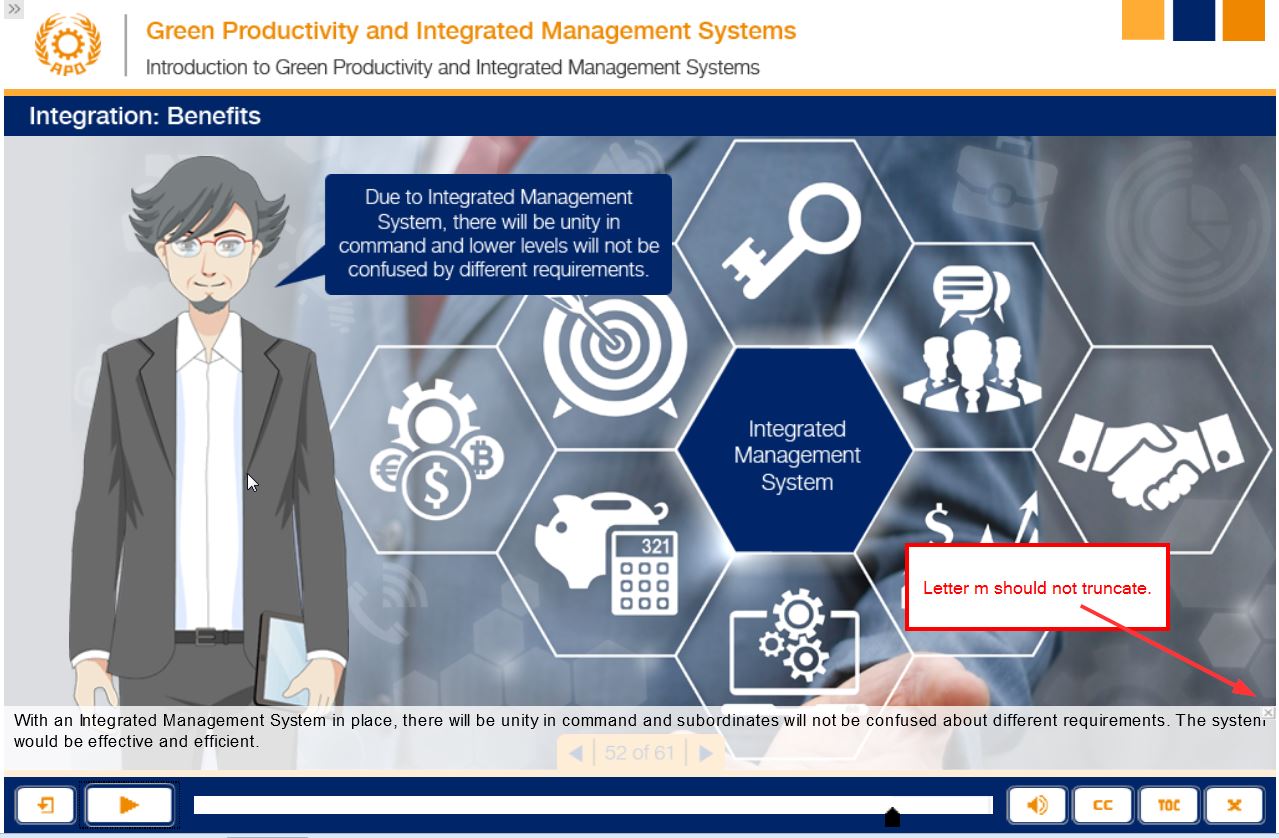 APO
Green Productivity and Integrated Management Systems
Introduction to Green Productivity and Integrated Management Systems
Integration: Benefits
Due to Integrated Management
System, there will be unity in
command and lower levels will not be
confused by different requirements.
Integrated
Management
System
321
Letter m should not truncate.
With an Integrated Management System in place, there will be unity in command and subordinates will not be confused about different requirements. The system
would be effective and efficient.
52 of 61
CC
TOC